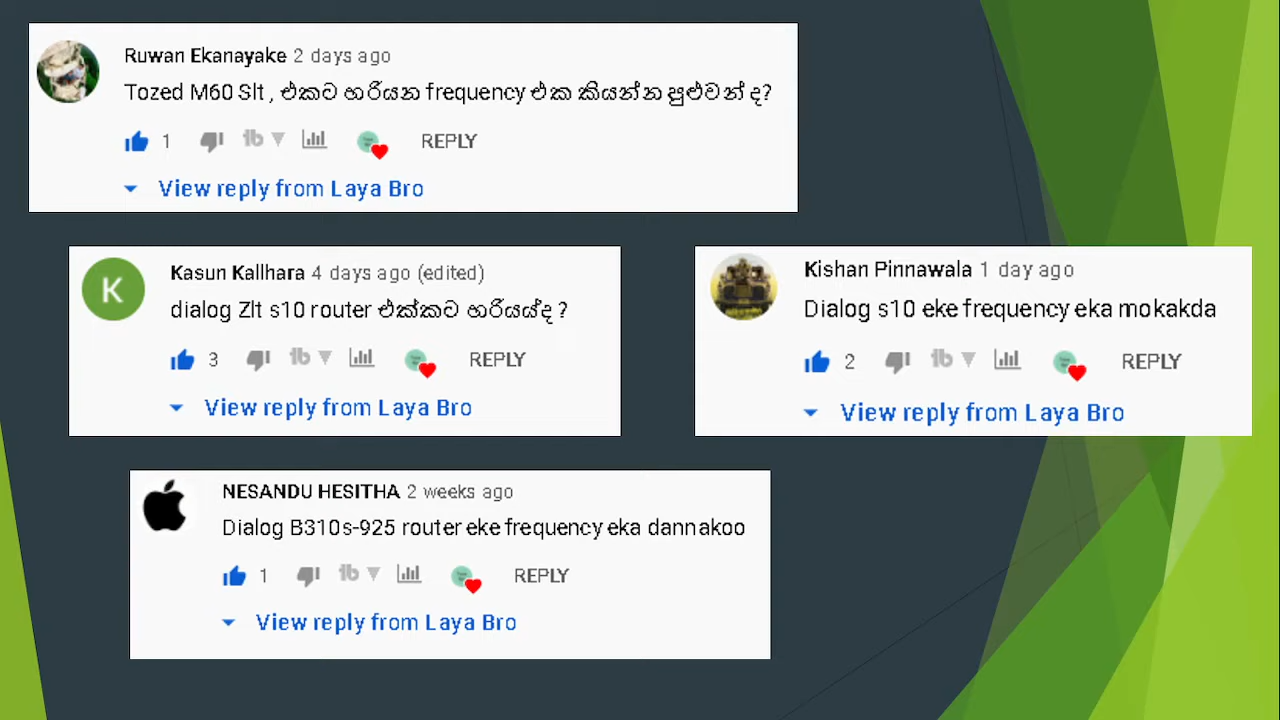 Ruwan Ekanayake 2 days ago
Tozed M60 Slt , එකට හරියන frequency එක කියන්න පුළුවන් ද?
1 REPLY
View reply from Laya Bro
K
Kasun Kallhara 4 days ago (edited)
dialog Zlt s10 router එක්කට හරියය්ද ?
3 REPLY
View reply from Laya Bro
Kishan Pinnawala 1 day ago
Dialog s10 eke frequency eka mokakda
2 REPLY
View reply from Laya Bro
NESANDU HESITHA 2 weeks ago
Dialog B310s-925 router eke frequency eka dannakoo
1 REPLY
View reply from Laya Bro